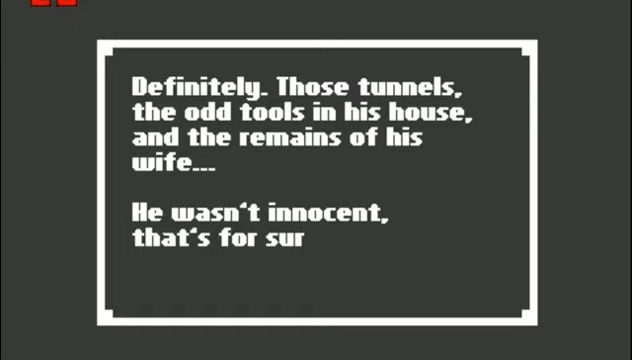 Definitely. Those tunnels,
the odd tools in his house,
and the remains of his
wife...
He wasn't innocent,
that's for sur